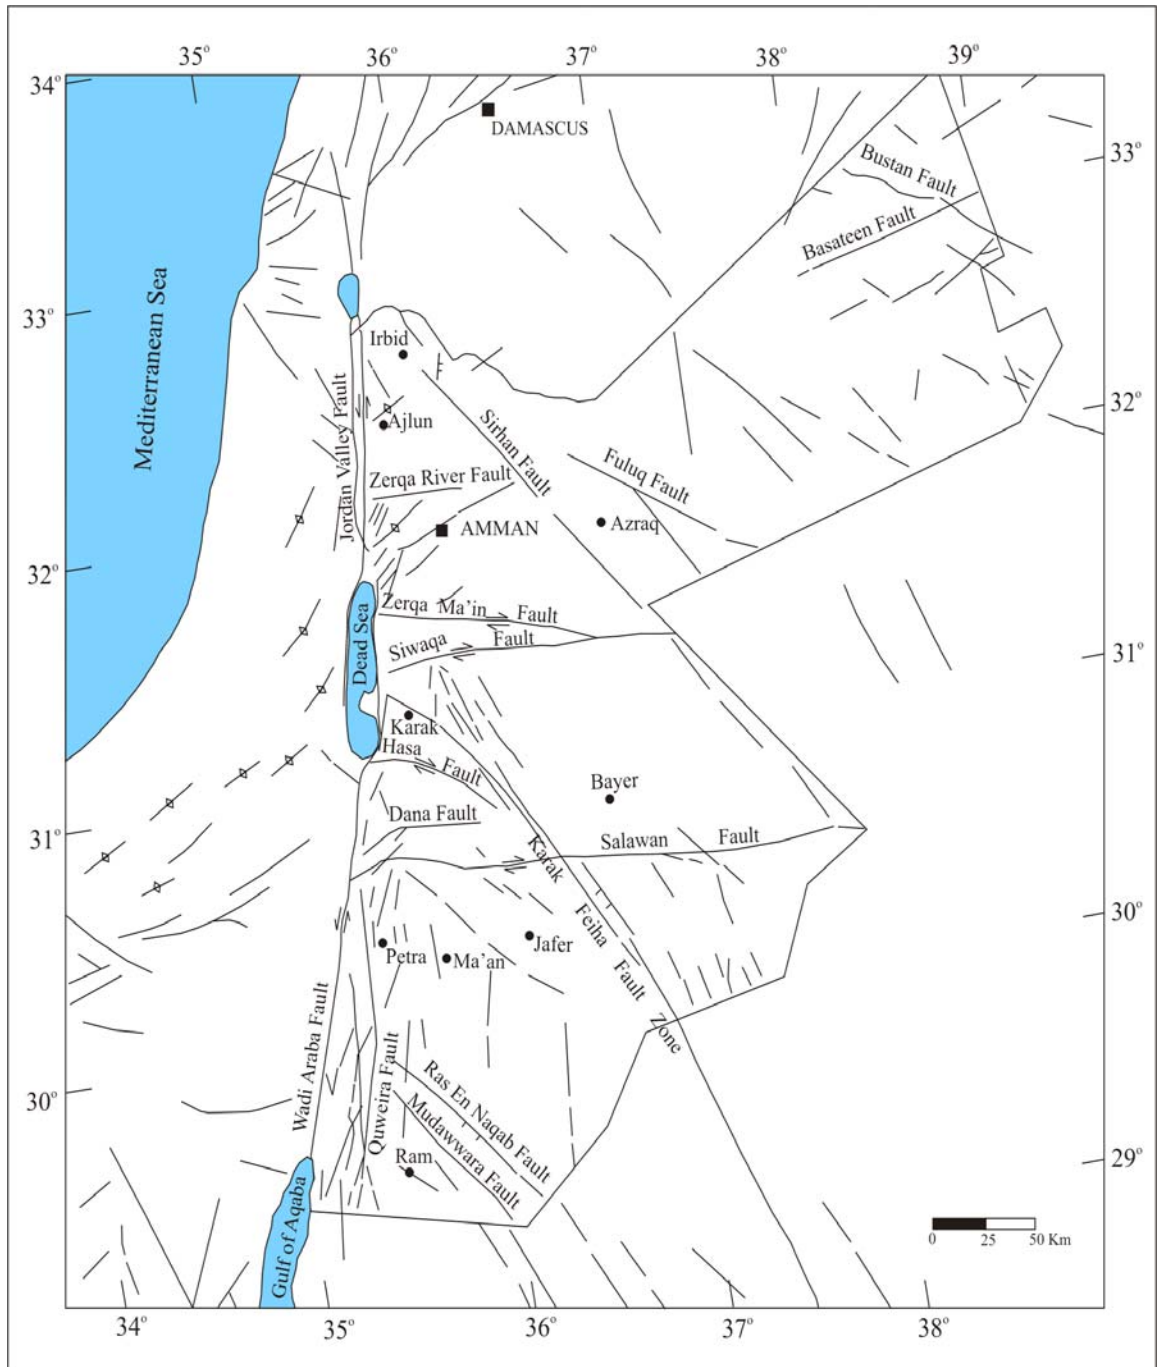 35°
36°
37°
38°
39°
34°
33°
32°
31°
30°
33°
32°
31°
30°
29°
34°
35°
36°
37°
38°
DAMASCUS
Bustan Fault
Basateen Fault
Mediterranean Sea
Irbid
Ajlun
Jordan Valley Fault
Sirhan Fault
Zerqa River Fault
Fuluq Fault
AMMAN
Azraq
Dead Sea
Zerqa Ma'in Fault
Siwaqa Fault
Karak
Hasa Fault
Bayer
Dana Fault
Salawan Fault
Karak Feiha Fault Zone
Petra
Ma'an
Jafer
Wadi Araba Fault
Quweira Fault
Ras En Naqab Fault
Mudawwara Fault
Ram
Gulf of Aqaba
0 25 50 Km